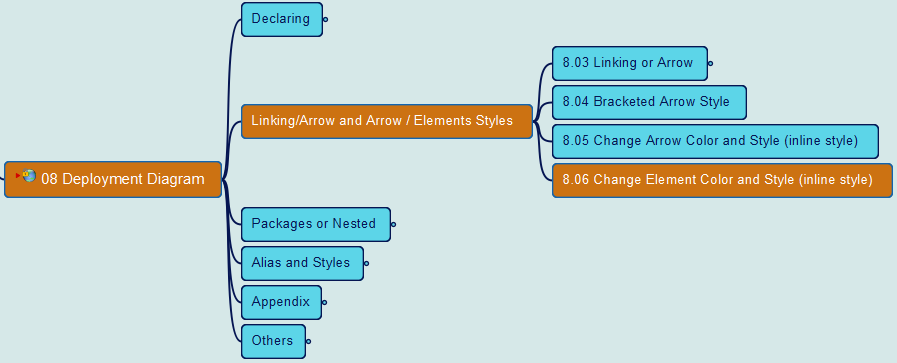 08 Deployment Diagram
Declaring
Linking/Arrow and Arrow / Elements Styles
8.03 Linking or Arrow
8.04 Bracketed Arrow Style
8.05 Change Arrow Color and Style (inline style)
8.06 Change Element Color and Style (inline style)
Packages or Nested
Alias and Styles
Appendix
Others